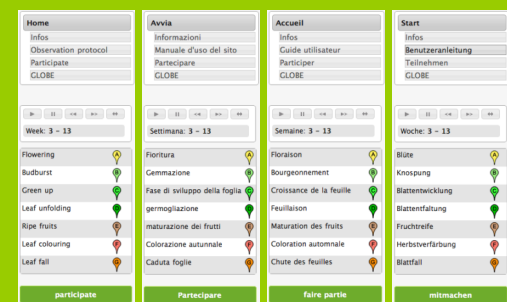 Home
Infos
Observation protocol
Participate
GLOBE
Week: 3 - 13
Flowering A
Budburst B
Green up C
Leaf unfolding D
Ripe fruits E
Leaf colouring F
Leaf fall G
participate
Avvia
Informazioni
Manuale d'uso del sito
Partecipare
GLOBE
Settimana: 3 - 13
Fioritura A
Gemmazione B
Fase di sviluppo della foglia C
germogliazione D
maturazione dei frutti E
Colorazione autunnale F
Caduta foglie G
Partecipare
Accueil
Infos
Guide utilisateur
Participer
GLOBE
Semaine: 3 - 13
Floraison A
Bourgeonnement B
Croissance de la feuille C
Feuillaison D
Maturation des fruits E
Coloration automnale F
Chute des feuilles G
faire partie
Start
Infos
Benutzeranleitung
Teilnehmen
GLOBE
Woche: 3 - 13
Blüte A
Knospung B
Blattentwicklung C
Blattentfaltung D
Fruchtreife E
Herbstverfärbung F
Blattfall G
mitmachen